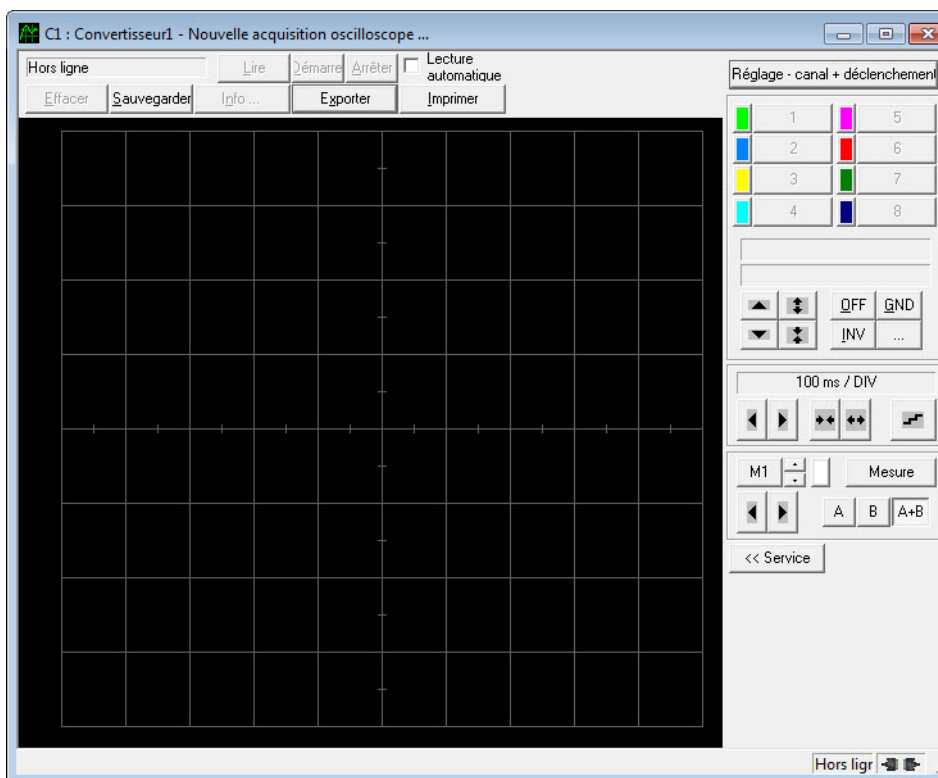 C1 : Convertisseur1 - Nouvelle acquisition oscilloscope ...
Hors ligne
Lire
Démarre
Arrêter
Lecture
automatique
Effacer
Sauvegarder
Info ...
Exporter
Imprimer
Réglage - canal + déclenchement
1
5
2
6
3
7
4
8
OFF
GND
INV
...
100 ms / DIV
M1
Mesure
A
B
A+B
<< Service
Hors ligr